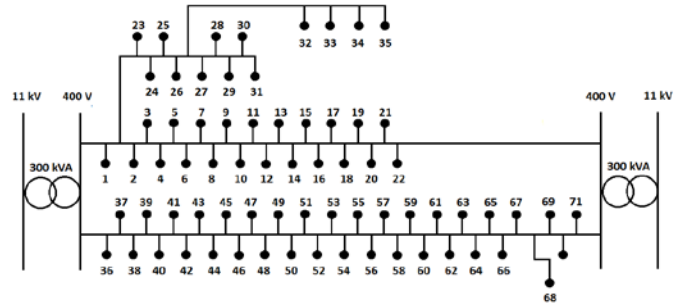 23 25 28 30
32 33 34 35
24 26 27 29 31
11 kV 400 V 400 V 11 kV
3 5 7 9 11 13 15 17 19 21
300 kVA 300 kVA
1 2 4 6 8 10 12 14 16 18 20 22
37 39 41 43 45 47 49 51 53 55 57 59 61 63 65 67 69 71
36 38 40 42 44 46 48 50 52 54 56 58 60 62 64 66
68